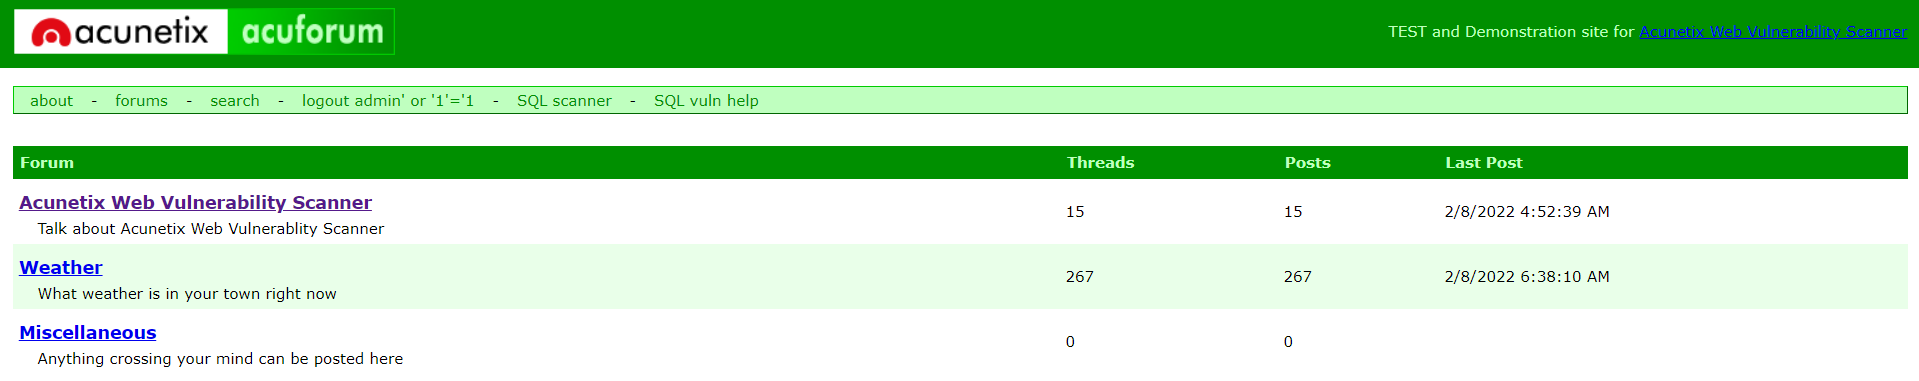 acunetix acuforum
TEST and Demonstration site for Acunetix Web Vulnerability Scanner
about - forums - search - logout admin' or '1'='1 - SQL scanner - SQL vuln help
Forum Threads Posts Last Post
Acunetix Web Vulnerability Scanner
15 15 2/8/2022 4:52:39 AM
Talk about Acunetix Web Vulnerablity Scanner
Weather
267 267 2/8/2022 6:38:10 AM
What weather is in your town right now
Miscellaneous
0 0
Anything crossing your mind can be posted here